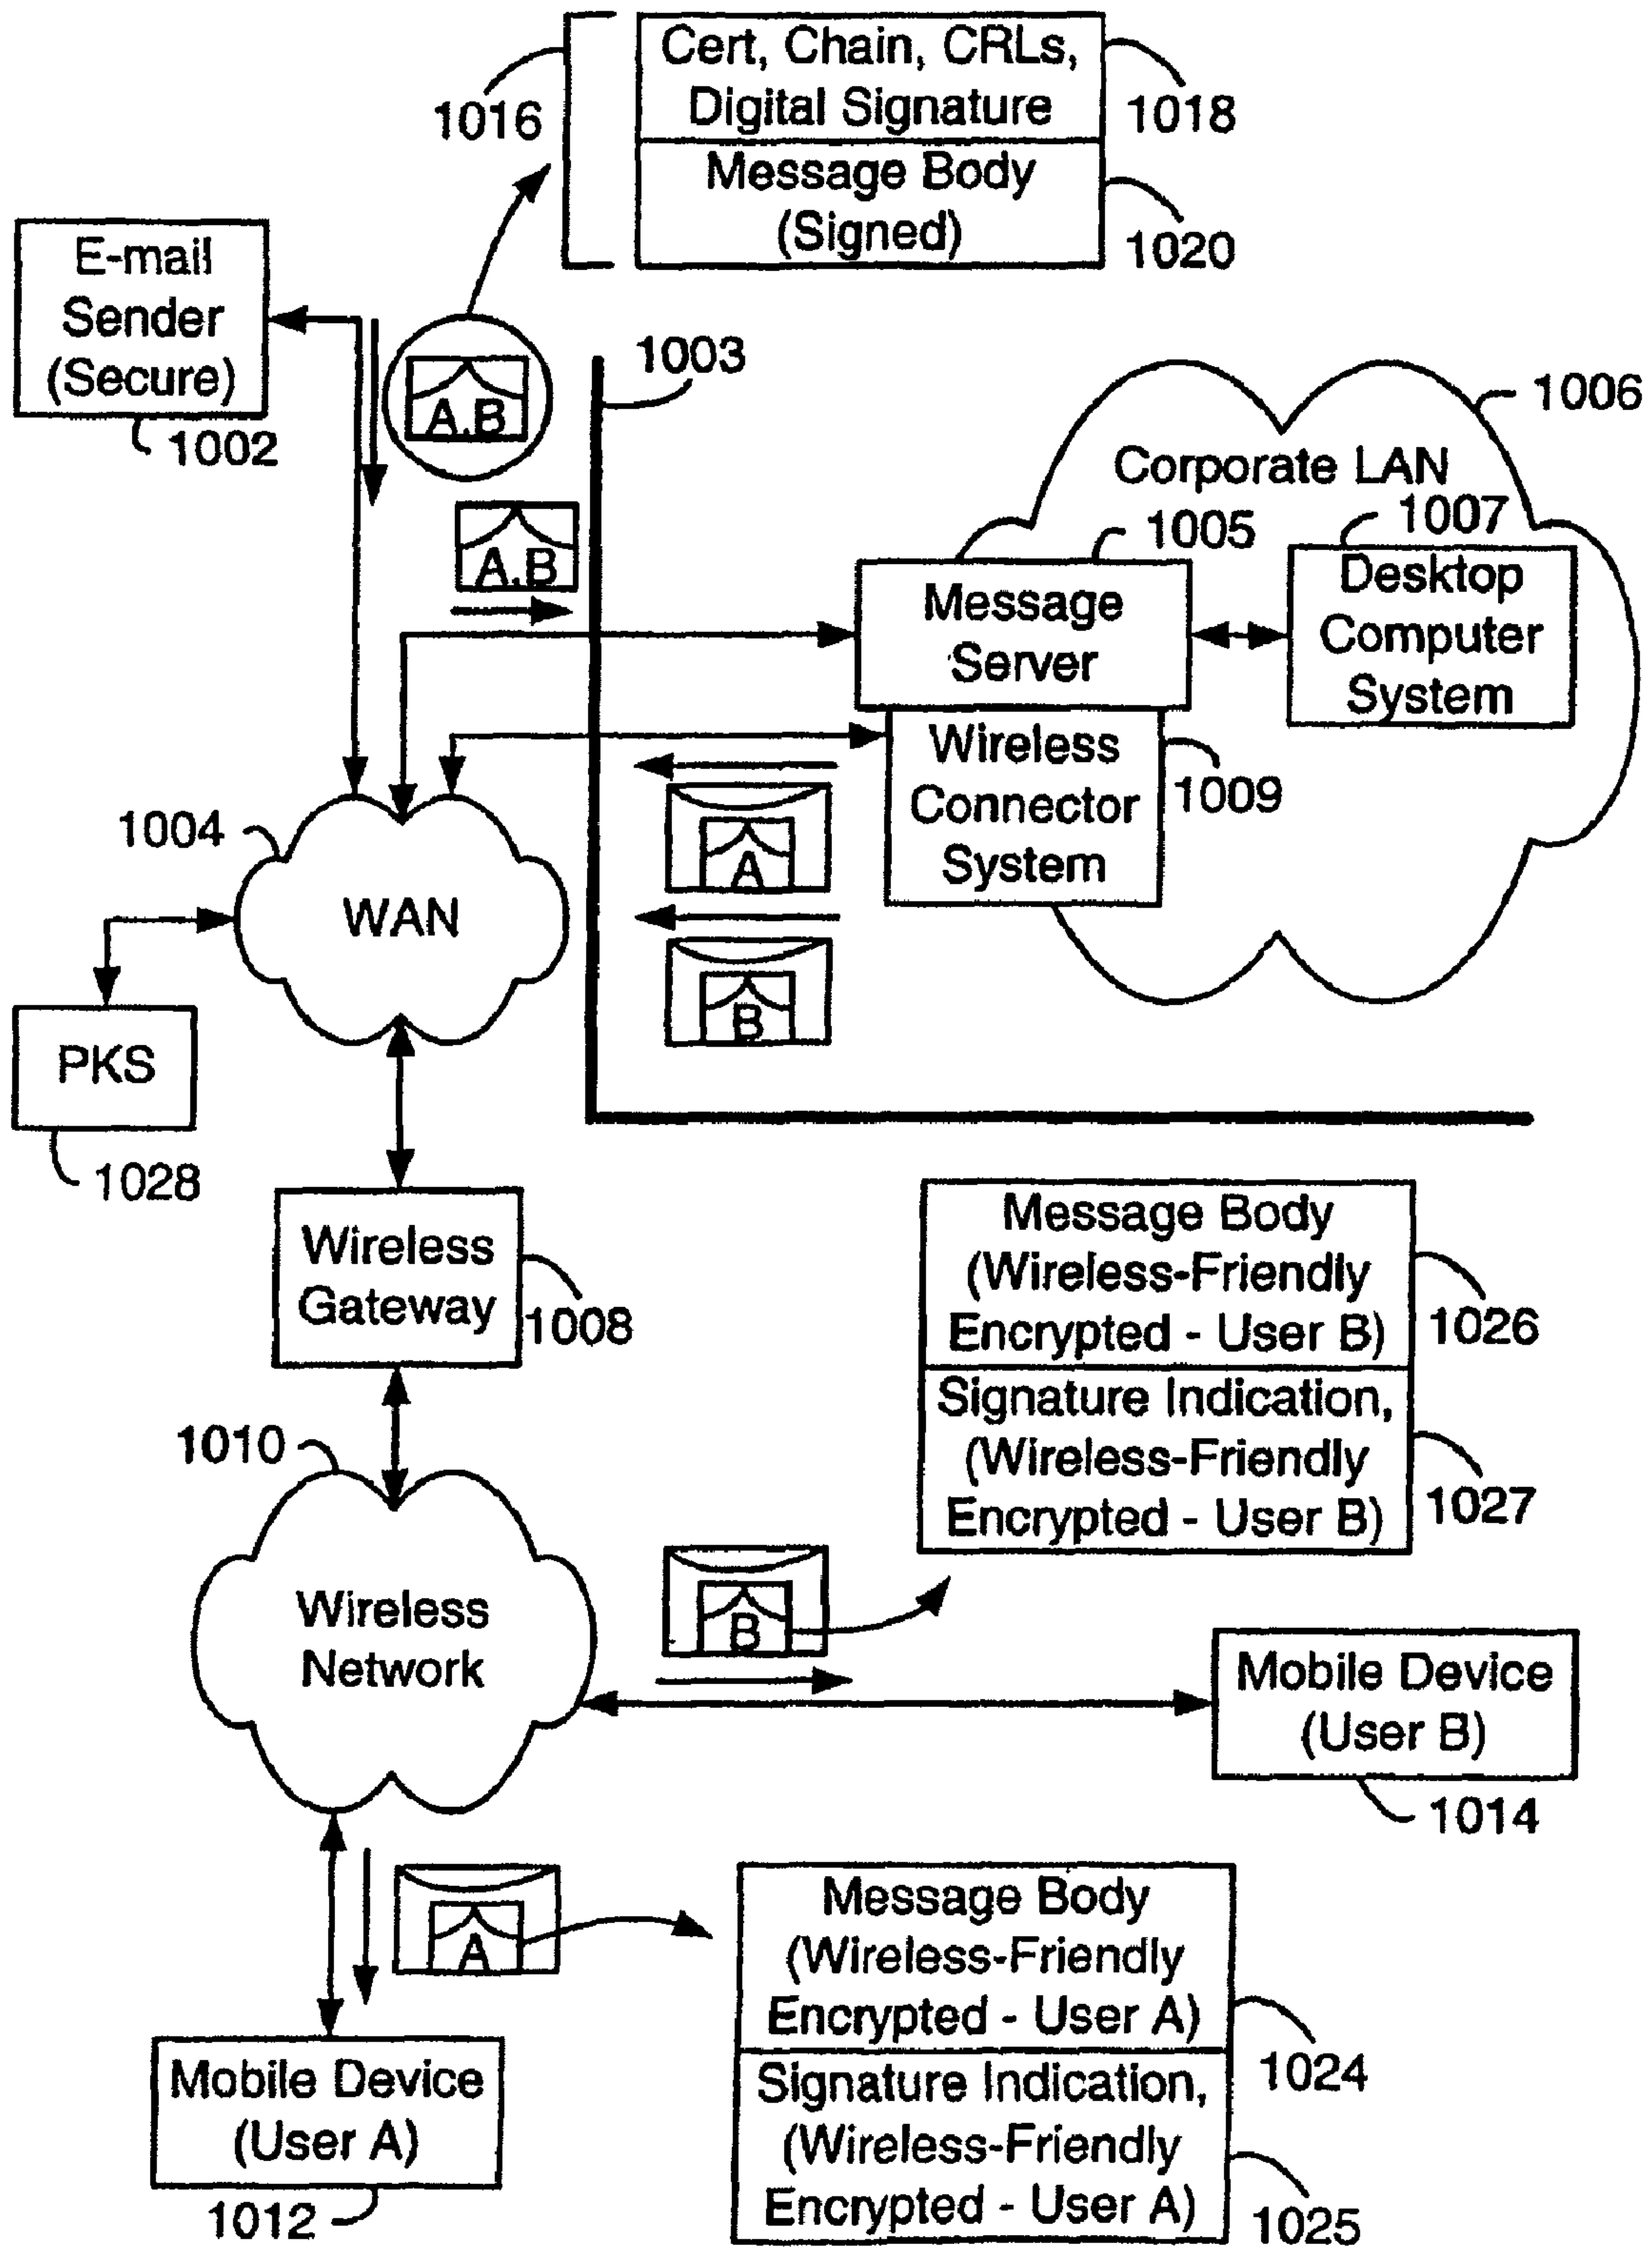 Cert, Chain, CRLs,
Digital Signature
1016
1018
Message Body
(Signed)
1020
E-mail
Sender
(Secure)
1002
A.B
1003
1006
Corporate LAN
A.B
1005
1007
Message
Server
Desktop
Computer
System
Wireless
Connector
System
1009
A
B
1004
WAN
PKS
1028
Wireless
Gateway
1008
Message Body
(Wireless-Friendly
Encrypted - User B)
1026
Signature Indication,
(Wireless-Friendly
Encrypted - User B)
1027
1010
Wireless
Network
B
Mobile Device
(User B)
1014
A
Message Body
(Wireless-Friendly
Encrypted - User A)
1024
Signature Indication,
(Wireless-Friendly
Encrypted - User A)
1025
Mobile Device
(User A)
1012